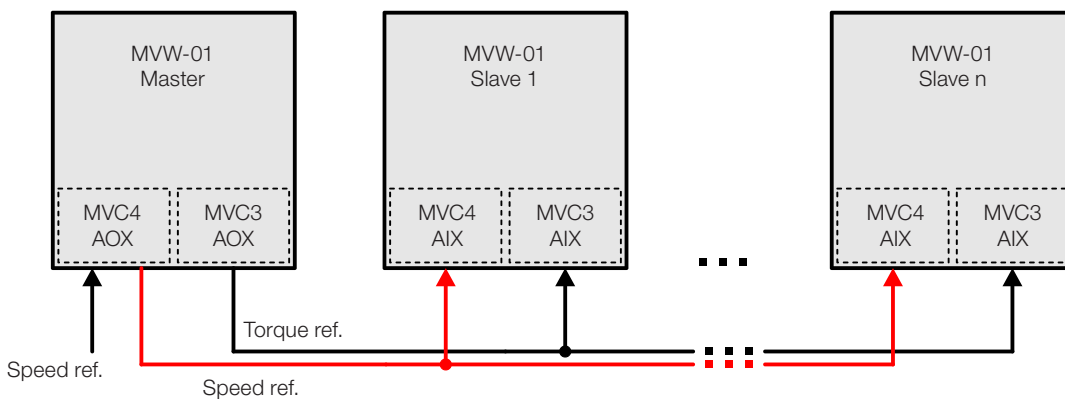 MVW-01
Master
MVW-01
Slave 1
MVW-01
Slave n
MVC4
AOX
MVC3
AOX
MVC4
AIX
MVC3
AIX
MVC4
AIX
MVC3
AIX
Torque ref.
Speed ref.
Speed ref.